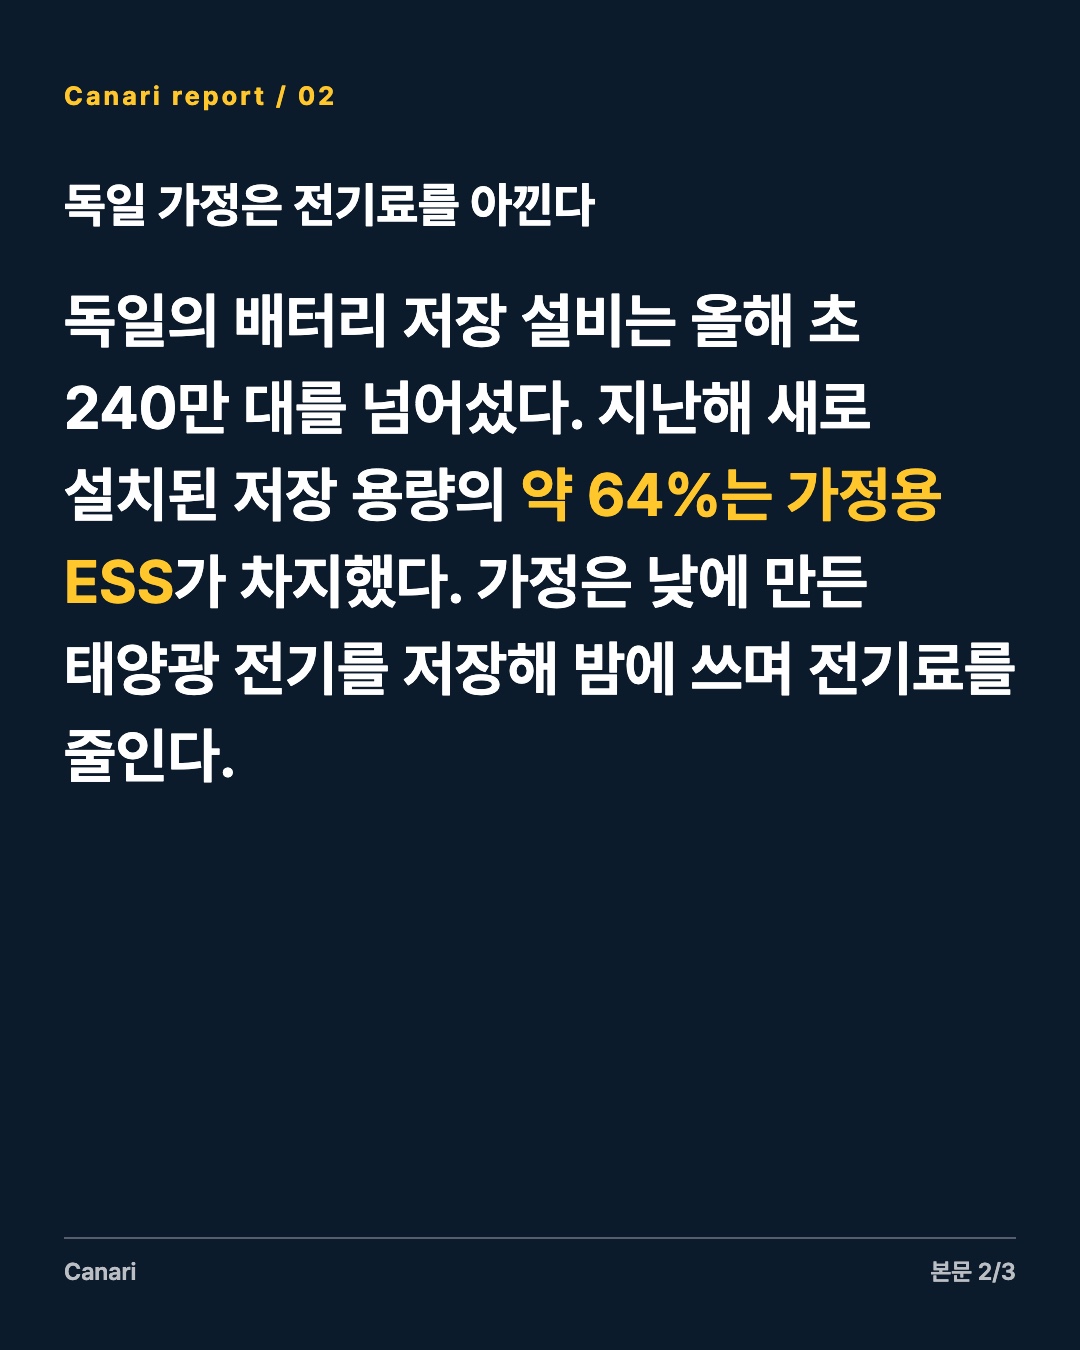 Canari report / 02
독일 가정은 전기료를 아낀다
독일의 배터리 저장 설비는 올해 초
240만 대를 넘어섰다. 지난해 새로
설치된 저장 용량의 약 64%는 가정용
ESS가 차지했다. 가정은 낮에 만든
태양광 전기를 저장해 밤에 쓰며 전기료를
줄인다.
Canari
본문 2/3